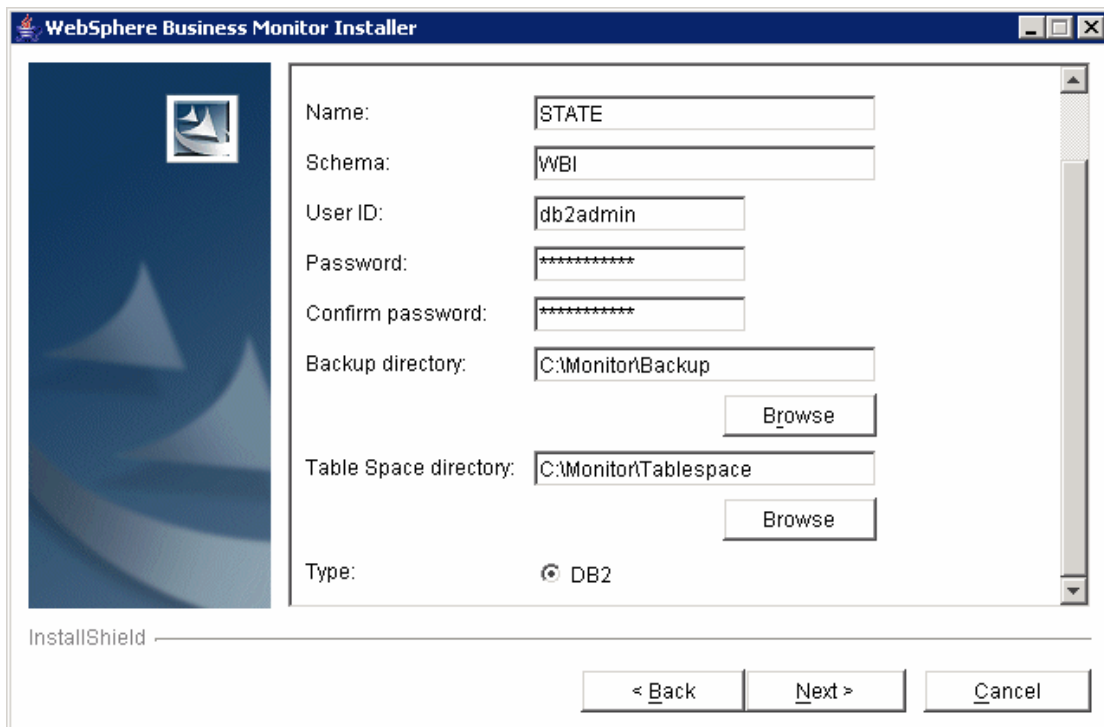 WebSphere Business Monitor Installer
Name: STATE
Schema: WBI
User ID: db2admin
Password: ***********
Confirm password: ***********
Backup directory: C:\Monitor\Backup
Browse
Table Space directory: C:\Monitor\Tablespace
Browse
Type: DB2
InstallShield
< Back Next > Cancel